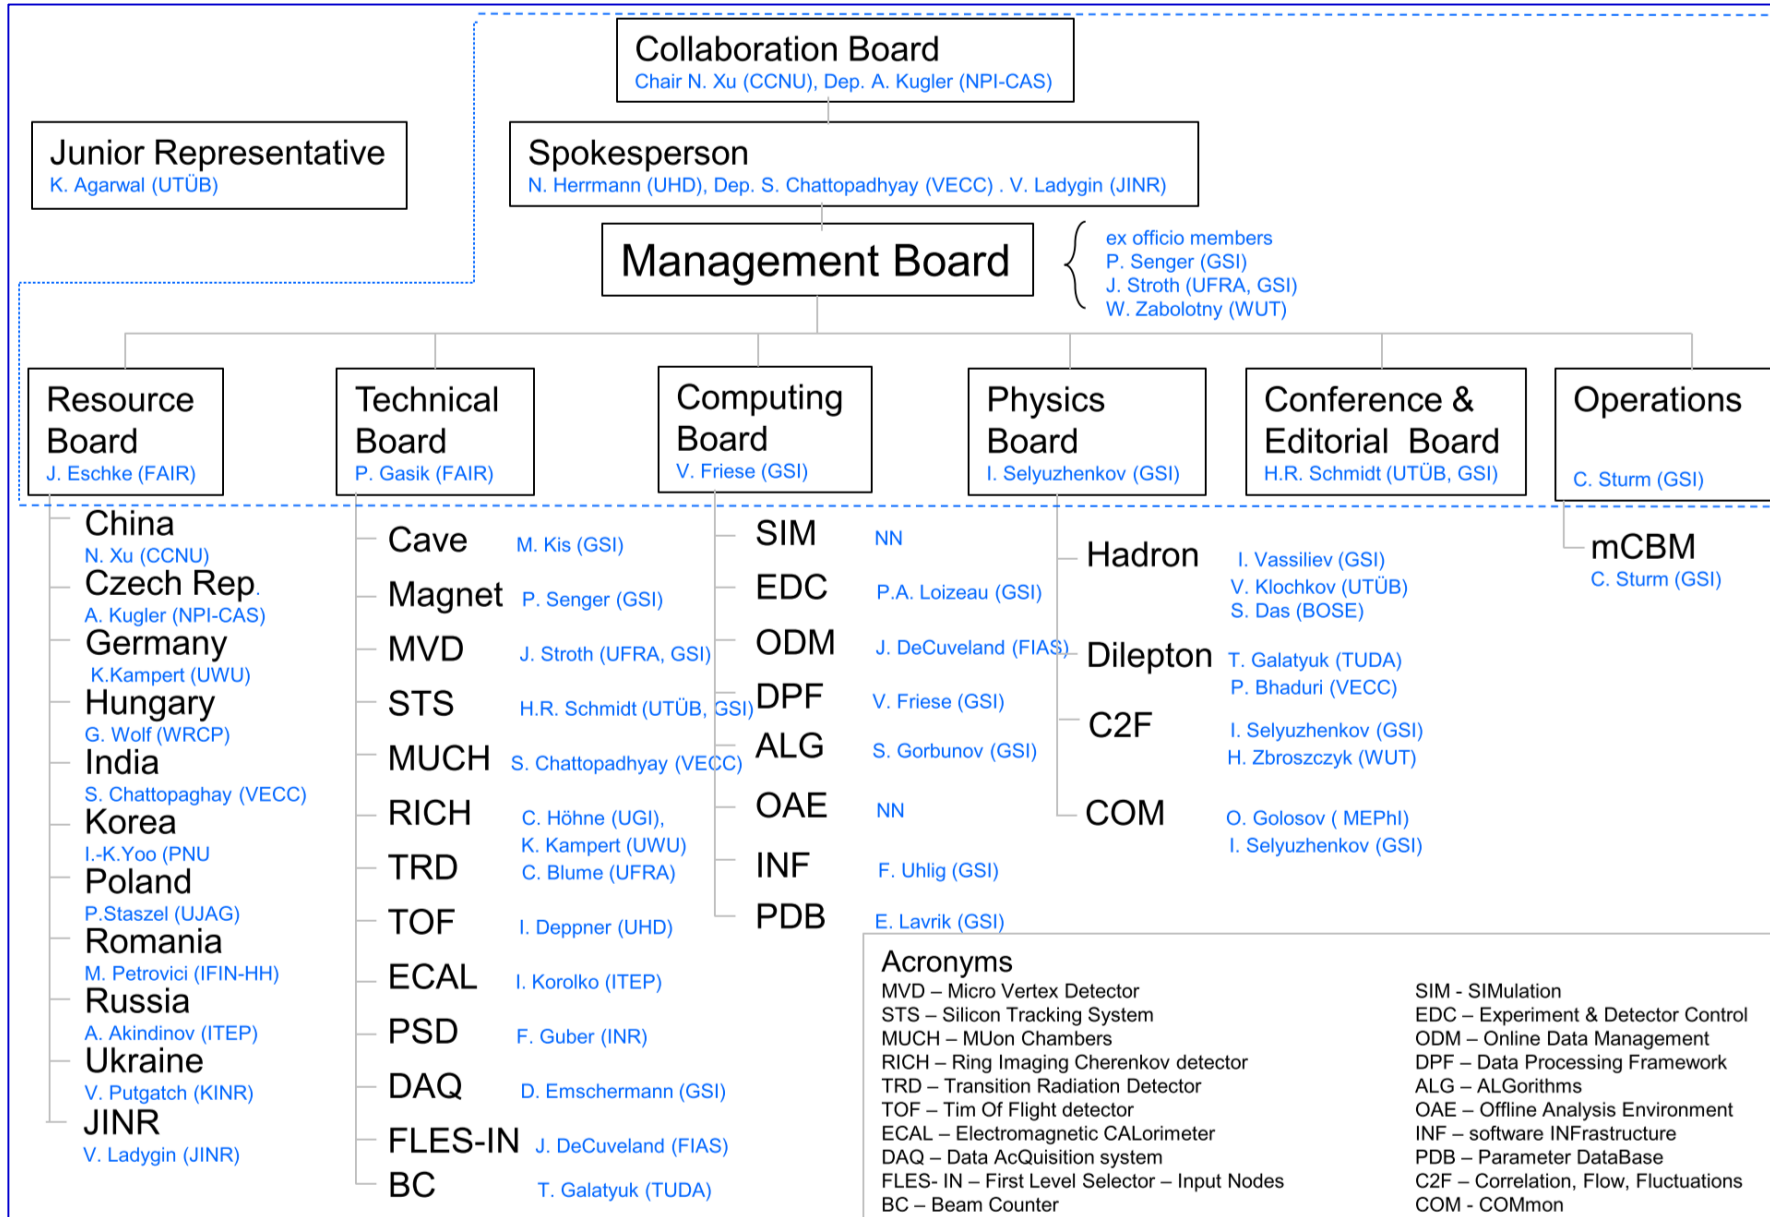 Collaboration Board
Chair N. Xu (CCNU), Dep. A. Kugler (NPI-CAS)
Junior Representative
K. Agarwal (UTÜB)
Spokesperson
N. Herrmann (UHD), Dep. S. Chattopadhyay (VECC) . V. Ladygin (JINR)
Management Board
ex officio members
P. Senger (GSI)
J. Stroth (UFRA, GSI)
W. Zabolotny (WUT)
Resource
Board
J. Eschke (FAIR)
China
N. Xu (CCNU)
Czech Rep.
A. Kugler (NPI-CAS)
Germany
K.Kampert (UWU)
Hungary
G. Wolf (WRCP)
India
S. Chattopaghay (VECC)
Korea
I.-K.Yoo (PNU
Poland
P.Staszel (UJAG)
Romania
M. Petrovici (IFIN-HH)
Russia
A. Akindinov (ITEP)
Ukraine
V. Putgatch (KINR)
JINR
V. Ladygin (JINR)
Technical
Board
P. Gasik (FAIR)
Cave M. Kis (GSI)
Magnet P. Senger (GSI)
MVD J. Stroth (UFRA, GSI)
STS H.R. Schmidt (UTÜB, GSI)
MUCH S. Chattopadhyay (VECC)
RICH C. Höhne (UGI),
K. Kampert (UWU)
TRD C. Blume (UFRA)
TOF I. Deppner (UHD)
ECAL I. Korolko (ITEP)
PSD F. Guber (INR)
DAQ D. Emschermann (GSI)
FLES-IN J. DeCuveland (FIAS)
BC T. Galatyuk (TUDA)
Computing
Board
V. Friese (GSI)
SIM NN
EDC P.A. Loizeau (GSI)
ODM J. DeCuveland (FIAS)
DPF V. Friese (GSI)
ALG S. Gorbunov (GSI)
OAE NN
INF F. Uhlig (GSI)
PDB E. Lavrik (GSI)
Physics
Board
I. Selyuzhenkov (GSI)
Hadron I. Vassiliev (GSI)
V. Klochkov (UTÜB)
S. Das (BOSE)
Dilepton T. Galatyuk (TUDA)
P. Bhaduri (VECC)
C2F I. Selyuzhenkov (GSI)
H. Zbroszczyk (WUT)
COM O. Golosov ( MEPhI)
I. Selyuzhenkov (GSI)
Conference &
Editorial Board
H.R. Schmidt (UTÜB, GSI)
Operations
C. Sturm (GSI)
mCBM
C. Sturm (GSI)
Acronyms
MVD – Micro Vertex Detector
STS – Silicon Tracking System
MUCH – MUon Chambers
RICH – Ring Imaging Cherenkov detector
TRD – Transition Radiation Detector
TOF – Tim Of Flight detector
ECAL – Electromagnetic CALorimeter
DAQ – Data AcQuisition system
FLES- IN – First Level Selector – Input Nodes
BC – Beam Counter
SIM - SIMulation
EDC – Experiment & Detector Control
ODM – Online Data Management
DPF – Data Processing Framework
ALG – ALGorithms
OAE – Offline Analysis Environment
INF – software INFrastructure
PDB – Parameter DataBase
C2F – Correlation, Flow, Fluctuations
COM - COMmon